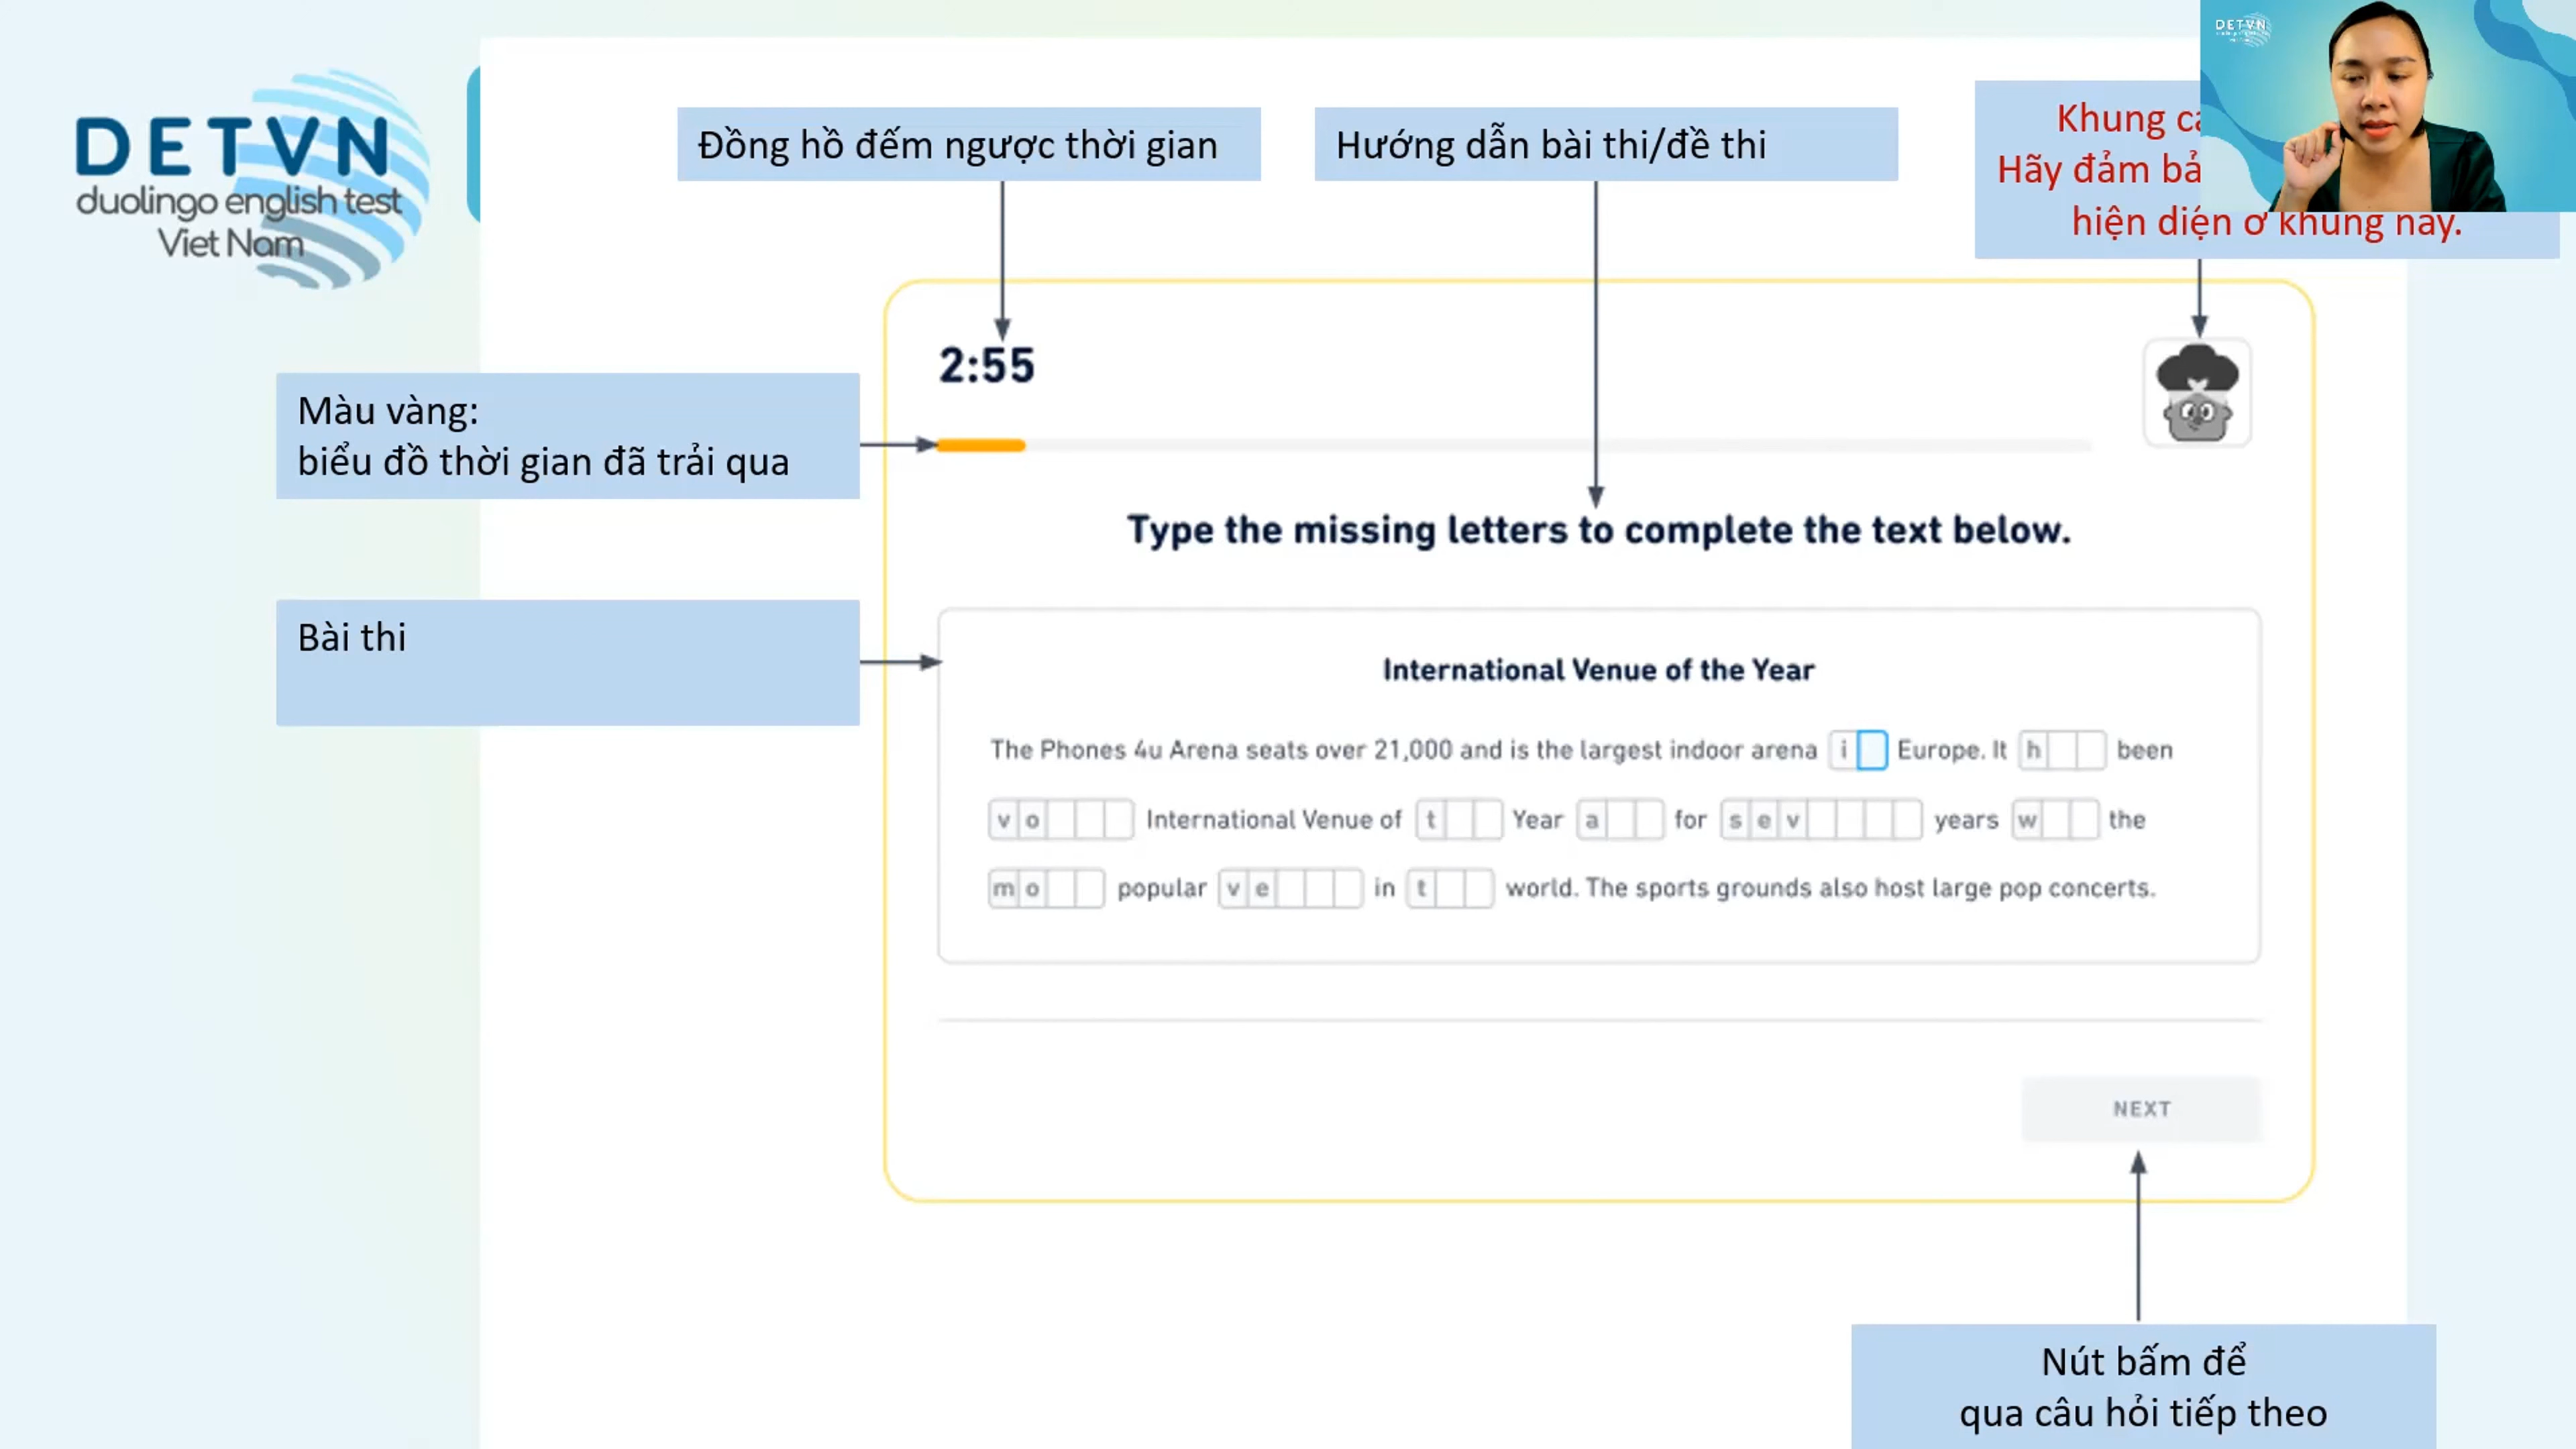 DETVN
duolingo english test
Viet Nam
Đồng hồ đếm ngược thời gian
Hướng dẫn bài thi/đề thi
Khung
Hãy đảm
hiện diện ở khung này.
DETVN
2:55
Màu vàng:
biểu đồ thời gian đã trải qua
Type the missing letters to complete the text below.
Bài thi
International Venue of the Year
The Phones 4u Arena seats over 21,000 and is the largest indoor arena i Europe. It h been
vo International Venue of t Year a for sev years w the
mo popular ve in t world. The sports grounds also host large pop concerts.
NEXT
Nút bấm để
qua câu hỏi tiếp theo